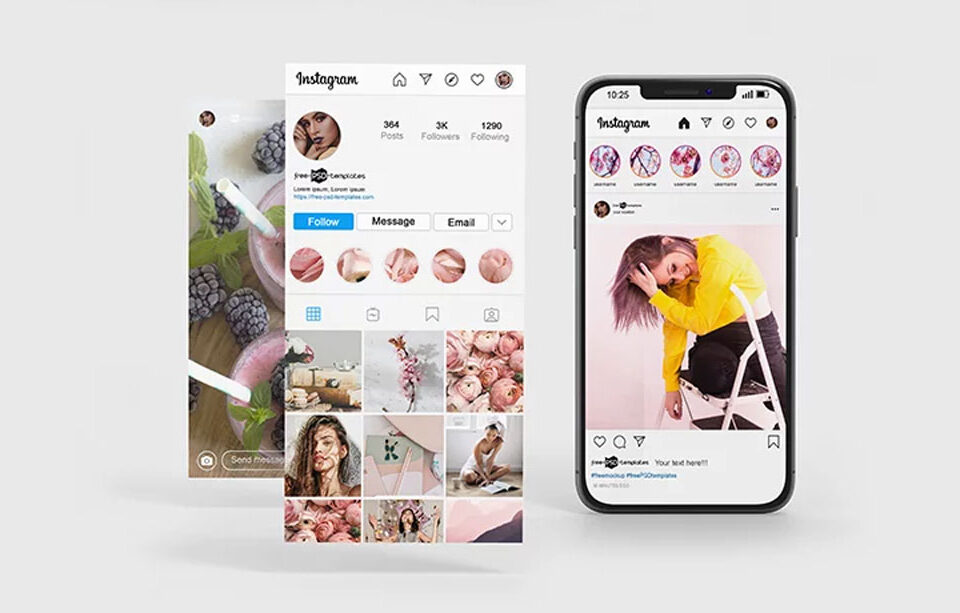 Instagram
364 3K 1290
Posts Followers Following
free-PSD-templates
Lorem ipsum, Lorem ipsum
https://free-psd-templates.com
Follow Message Email
Send message
10:25
Instagram
username username username username username
free-PSD-templates
free-PSD-templates Your text here!!!
#freemockup #freePSDtemplates